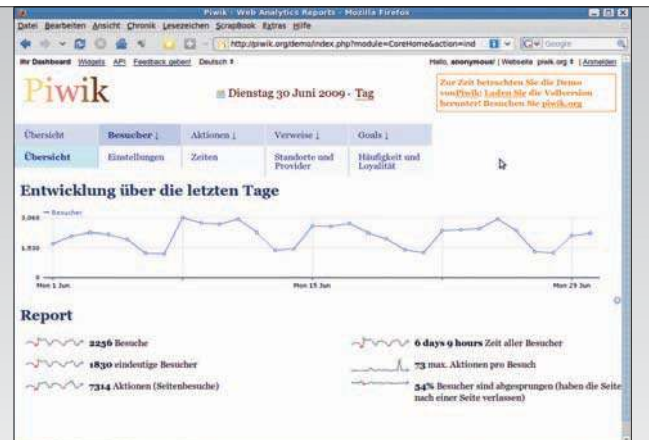 Piwik - Web Analytics Reports - Mozilla Firefox
Datei Bearbeiten Ansicht Chronik Lesezeichen ScrapBook Extras Hilfe
http://piwik.org/demo/index.php?module=CoreHome&action=ind
Google
Ihr Dashboard Widgets API Feedback geben! Deutsch
Hallo, anonymous! | Webseite piwik.org | Anmelden
Piwik
Dienstag 30 Juni 2009 - Tag
Zur Zeit betrachten Sie die Demo
von Piwik; Laden Sie die Vollversion
herunter! Besuchen Sie piwik.org
Übersicht Besucher ↓ Aktionen ↓ Verweise ↓ Goals ↓
Übersicht Einstellungen Zeiten Standorte und Häufigkeit und
Provider Loyalität
Entwicklung über die letzten Tage
Besucher
3,060
1,530
0
Mon 1 Jun. Mon 15 Jun. Mon 29 Jun.
Report
2256 Besuche
6 days 9 hours Zeit aller Besucher
1830 eindeutige Besucher
73 max. Aktionen pro Besuch
7314 Aktionen (Seitenbesuche)
54% Besucher sind abgesprungen (haben die Seite
nach einer Seite verlassen)